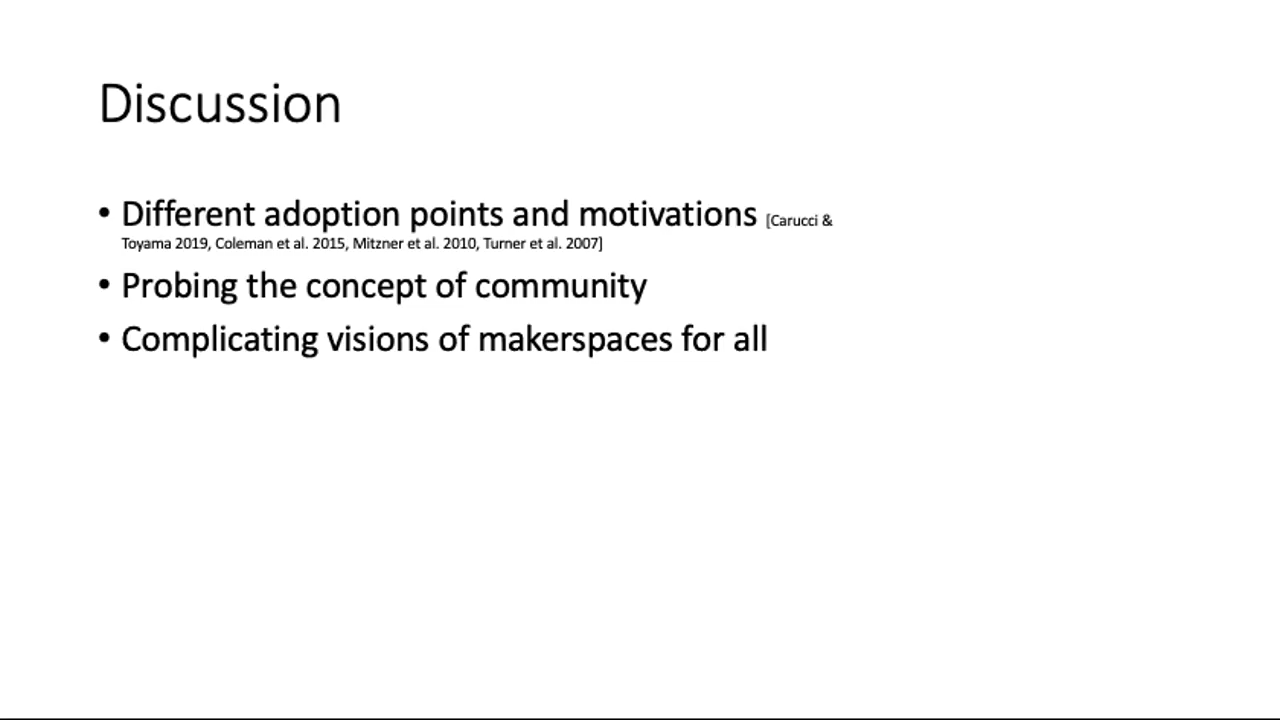 Discussion
• Different adoption points and motivations [Carucci &
Toyama 2019, Coleman et al. 2015, Mitzner et al. 2010, Turner et al. 2007]
• Probing the concept of community
• Complicating visions of makerspaces for all